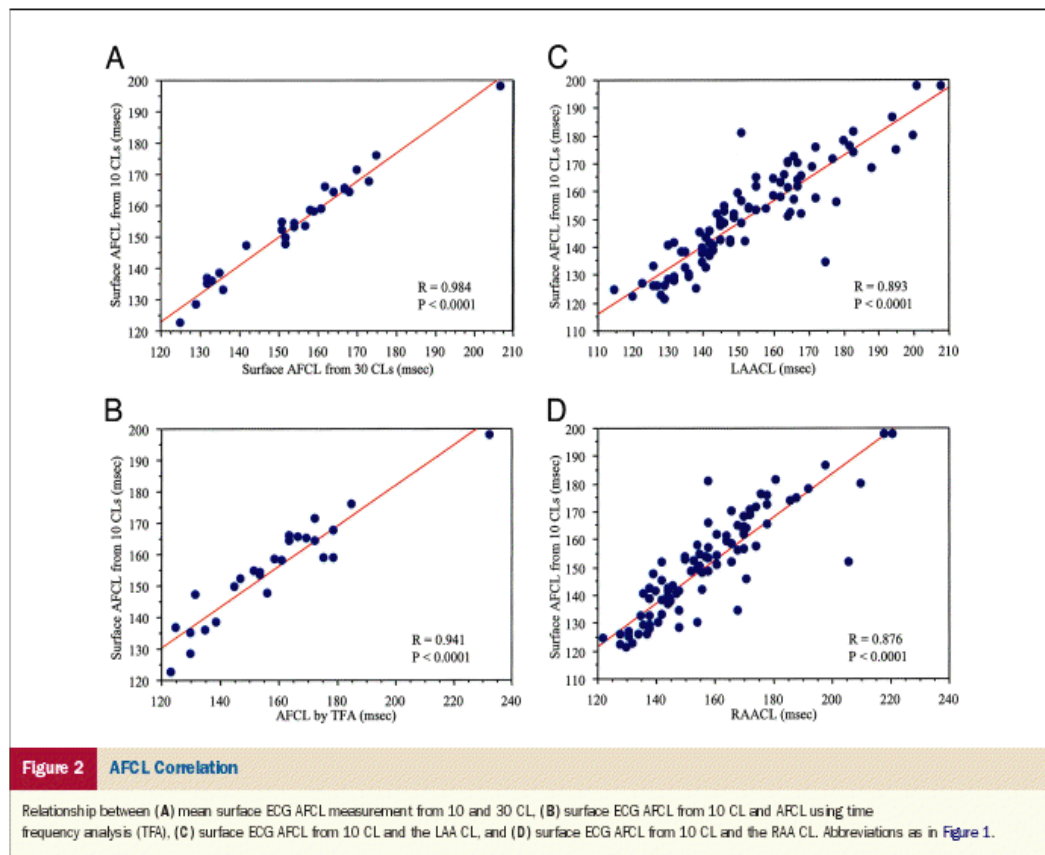 A
200
190
180
170
160
150
140
130
120
Surface AFCL from 10 CLs (msec)
R = 0.984
P < 0.0001
120 130 140 150 160 170 180 190 200 210
Surface AFCL from 30 CLs (msec)
C
200
190
180
170
160
150
140
130
120
110
Surface AFCL from 10 CLs (msec)
R = 0.893
P < 0.0001
110 120 130 140 150 160 170 180 190 200 210
LAACL (msec)
B
200
190
180
170
160
150
140
130
120
Surface AFCL from 10 CLs (msec)
R = 0.941
P < 0.0001
120 140 160 180 200 220 240
AFCL by TFA (msec)
D
200
190
180
170
160
150
140
130
120
110
Surface AFCL from 10 CLs (msec)
R = 0.876
P < 0.0001
120 140 160 180 200 220 240
RAACL (msec)
Figure 2 AFCL Correlation
Relationship between (A) mean surface ECG AFCL measurement from 10 and 30 CL, (B) surface ECG AFCL from 10 CL and AFCL using time
frequency analysis (TFA), (C) surface ECG AFCL from 10 CL and the LAA CL, and (D) surface ECG AFCL from 10 CL and the RAA CL. Abbreviations as in Figure 1.